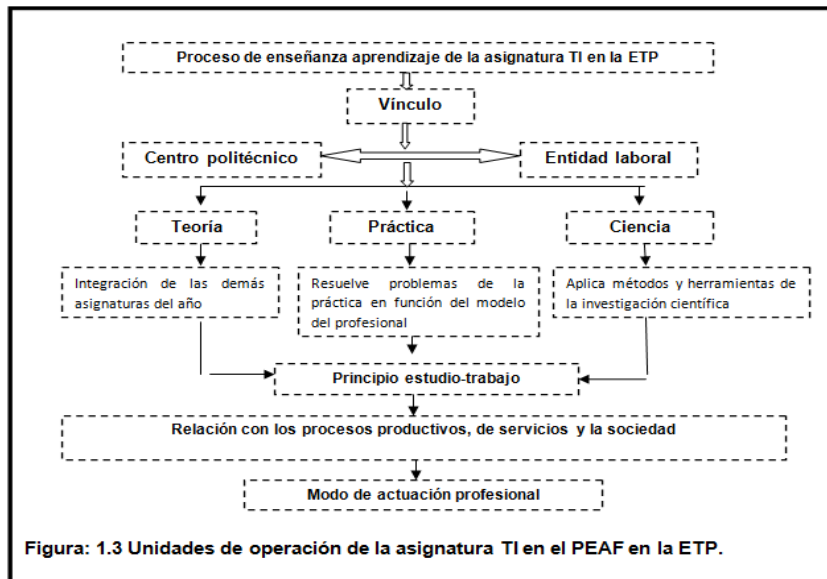 Proceso de enseñanza aprendizaje de la asignatura TI en la ETP
Vínculo
Centro politécnico
Entidad laboral
Teoría
Práctica
Ciencia
Integración de las demás
asignaturas del año
Resuelve problemas de la
práctica en función del modelo
del profesional
Aplica métodos y herramientas de
la investigación científica
Principio estudio-trabajo
Relación con los procesos productivos, de servicios y la sociedad
Modo de actuación profesional
Figura: 1.3 Unidades de operación de la asignatura TI en el PEAF en la ETP.